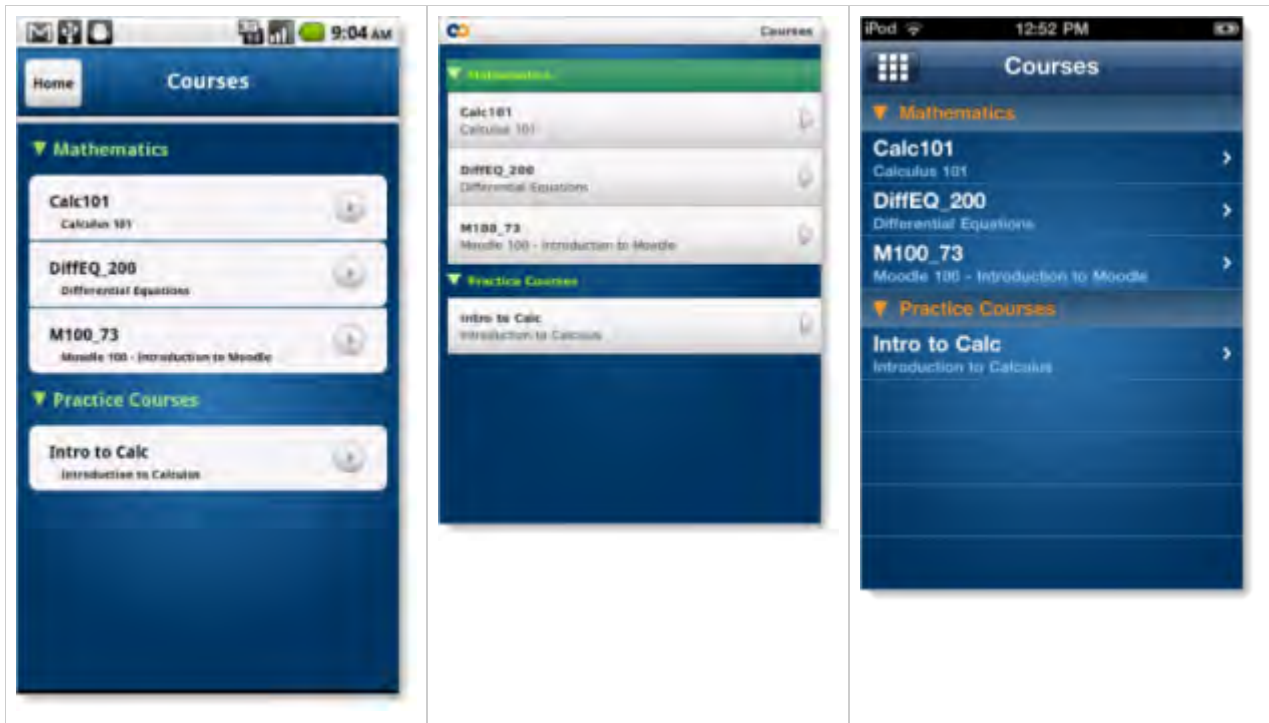 9:04 AM
Home
Courses
Mathematics
Calc101
Calculus 101
DiffEQ_200
Differential Equations
M100_73
Moodle 100 - Introduction to Moodle
Practice Courses
Intro to Calc
Introduction to Calculus
Courses
Mathematics
Calc101
Calculus 101
DiffEQ_200
Differential Equations
M100_73
Moodle 100 - Introduction to Moodle
Practice Courses
Intro to Calc
Introduction to Calculus
iPod
12:52 PM
Courses
Mathematics
Calc101
Calculus 101
DiffEQ_200
Differential Equations
M100_73
Moodle 100 - Introduction to Moodle
Practice Courses
Intro to Calc
Introduction to Calculus